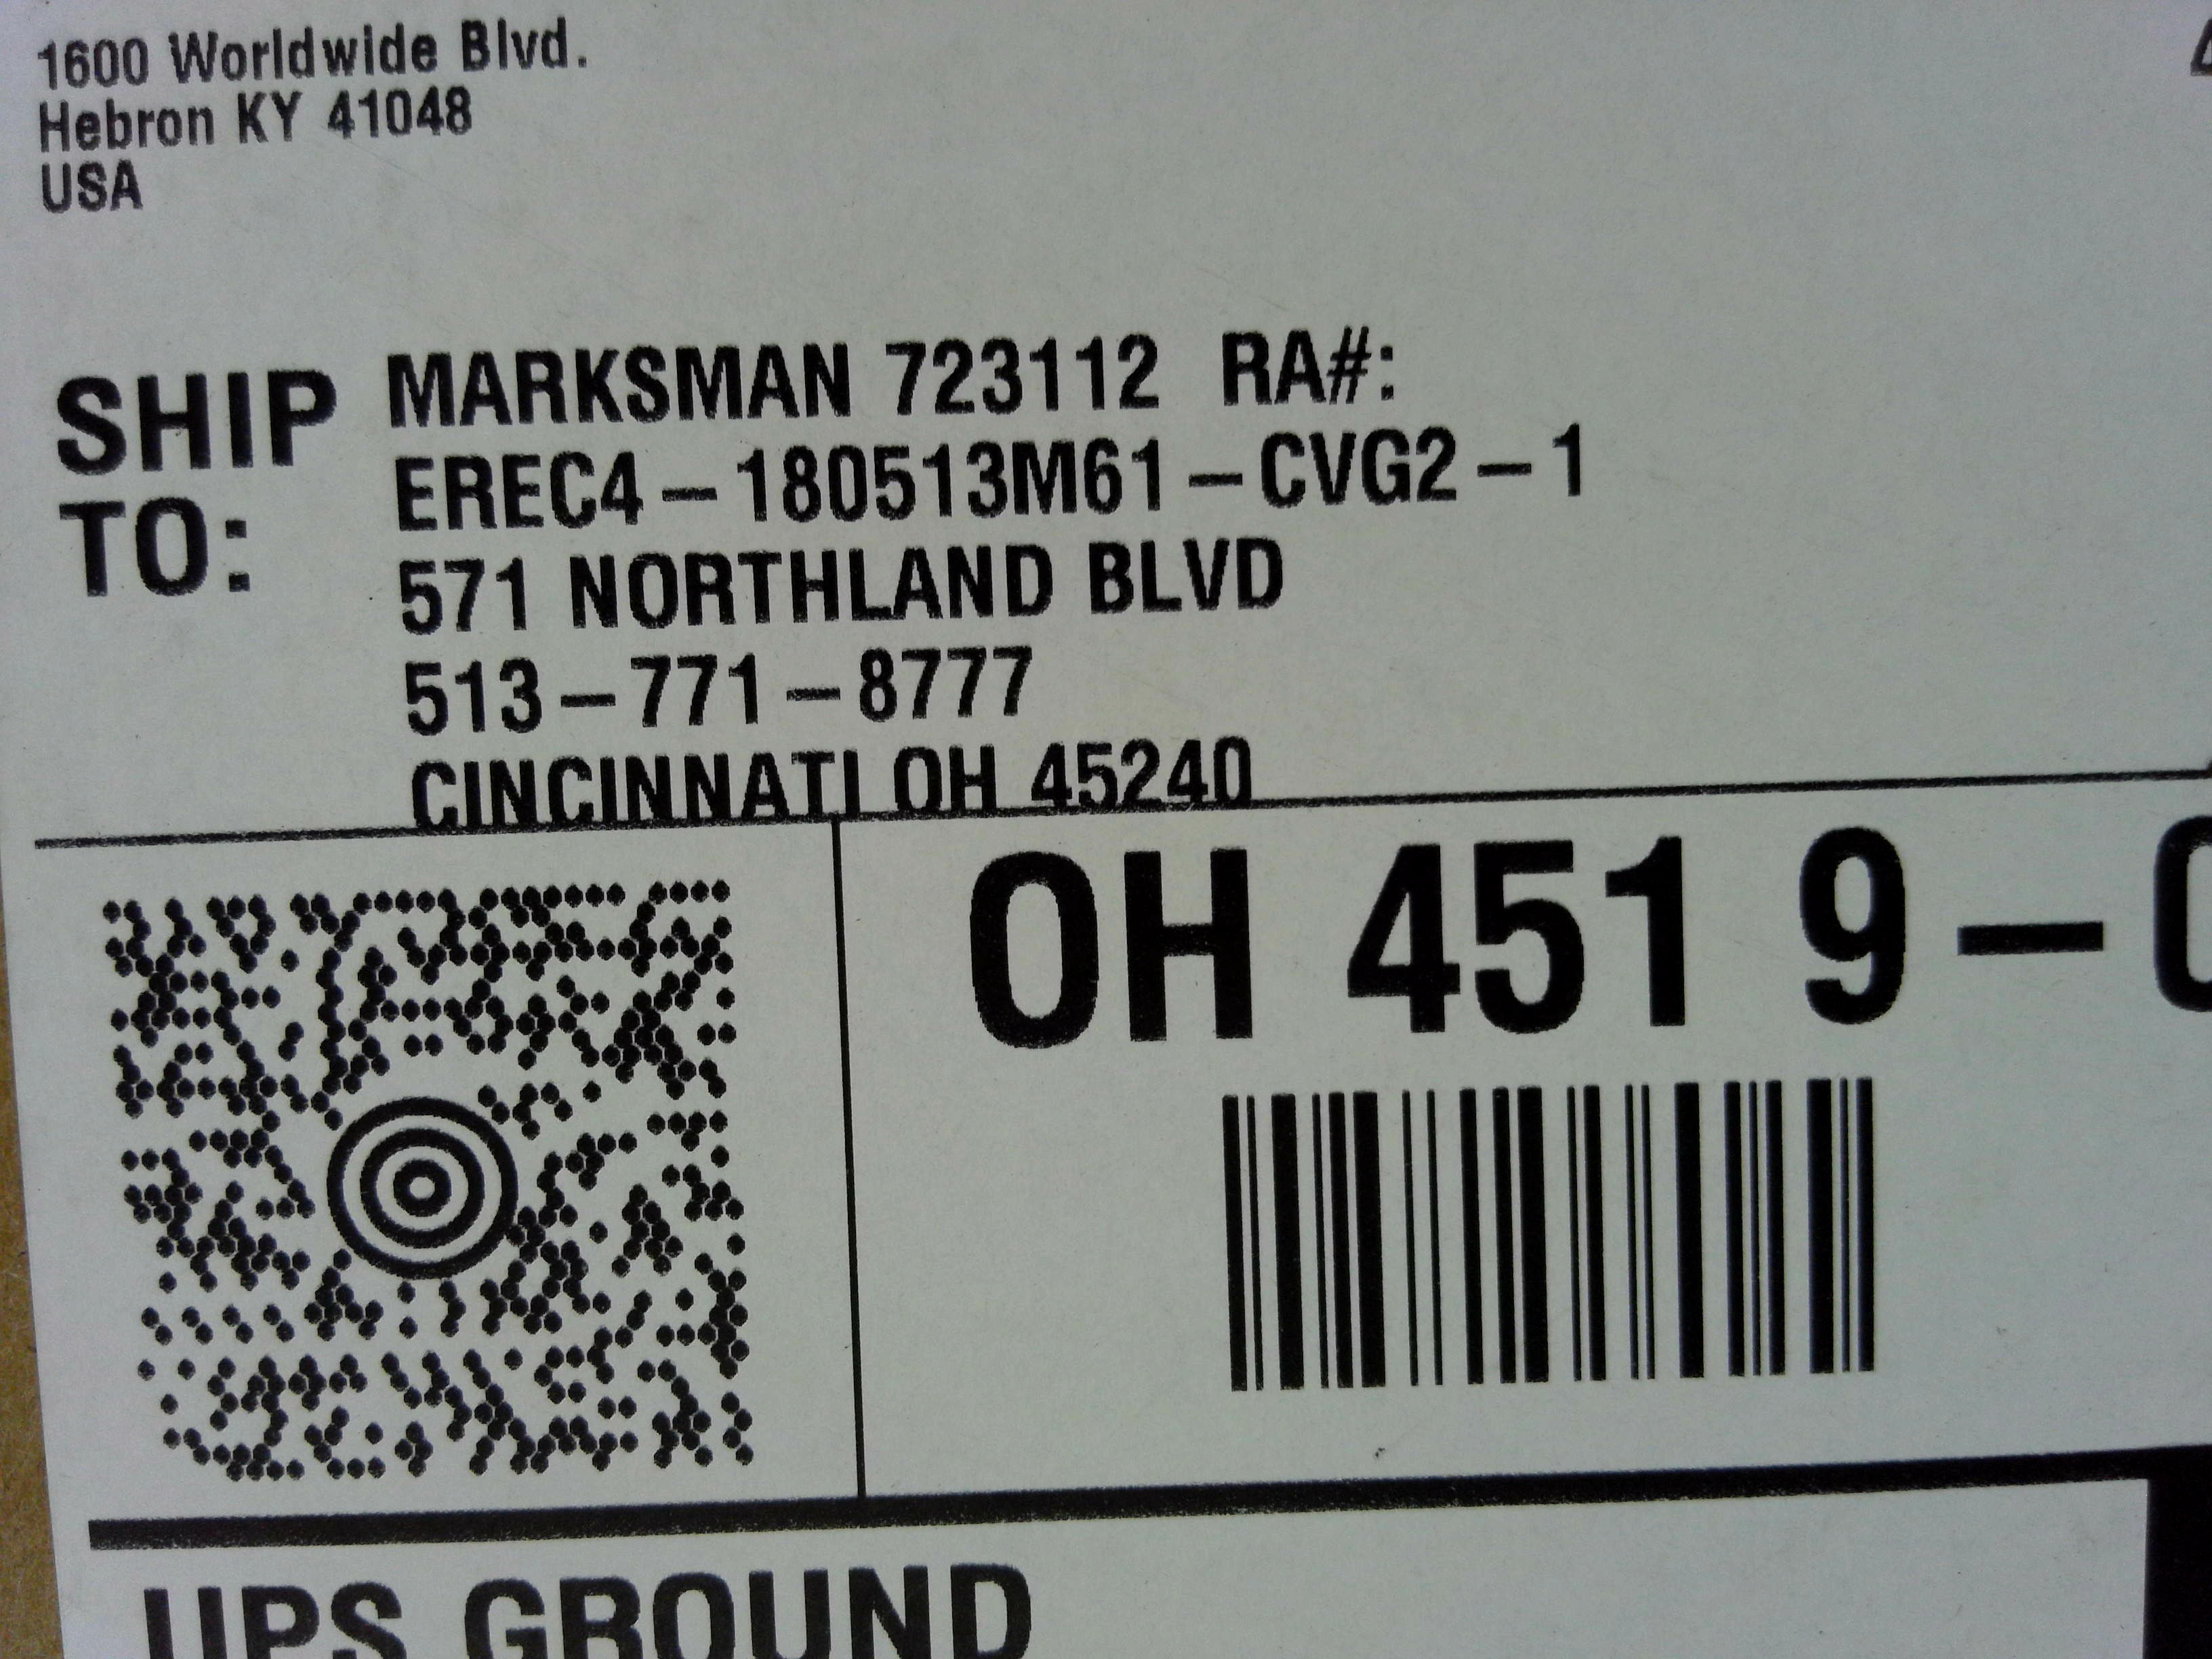 1600 Worldwide Blvd.
Hebron KY 41048
USA
SHIP TO:
MARKSMAN 723112 RA#:
EREC4-180513M61-CVG2-1
571 NORTHLAND BLVD
513-771-8777
CINCINNATI OH 45240
OH 451 9-0
UPS GROUND